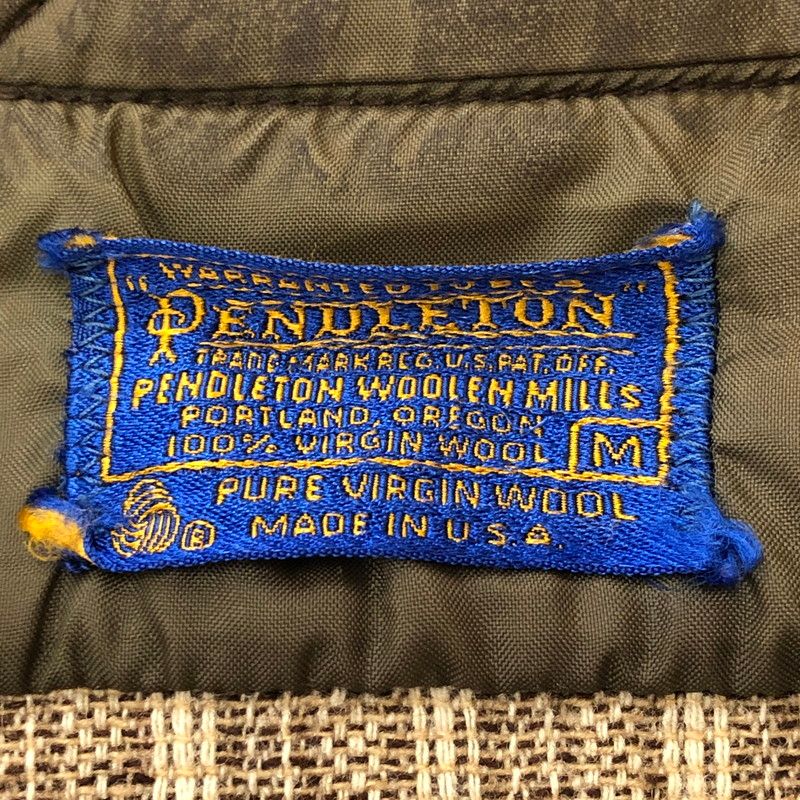 WARRANTED TO BE A
"PENDLETON"
TRADE-MARK REG. U.S. PAT. OFF.
PENDLETON WOOLEN MILLS
PORTLAND, OREGON
100% VIRGIN WOOL M
PURE VIRGIN WOOL
® MADE IN U.S.A.